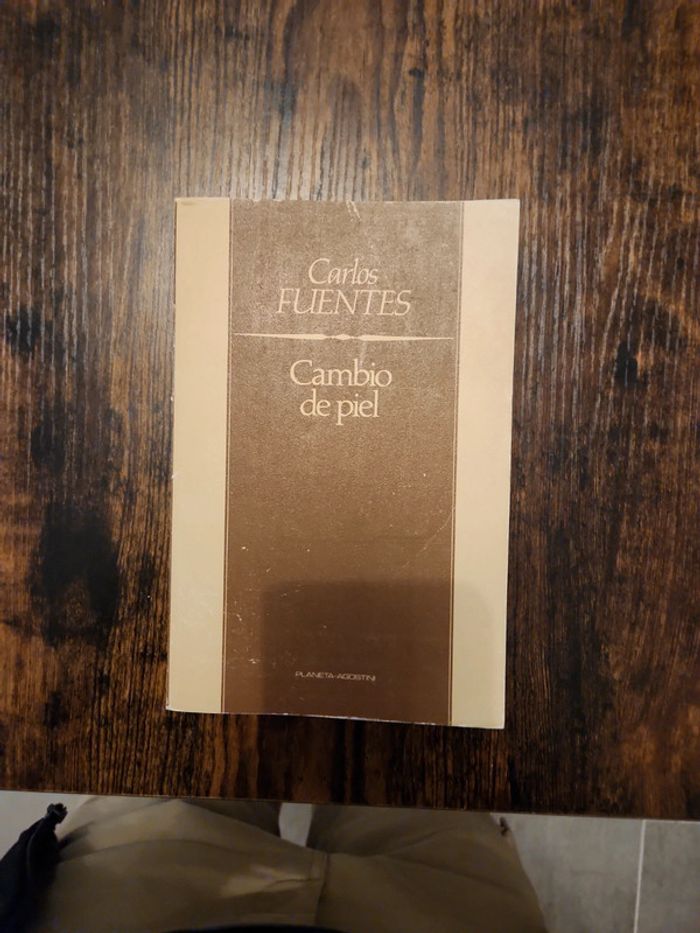 Carlos
FUENTES
Cambio
de piel
PLANETA-AGOSTINI